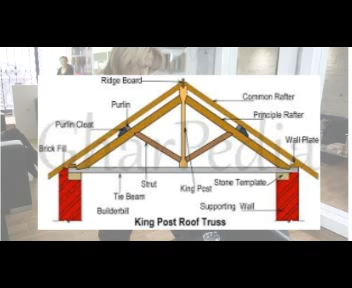 Ridge Board
Common Rafter
Purlin
Principle Rafter
Purlin Cleat
Wall Plate
Brick Fill
GharPedia
Strut
King Post
Stone Template
Tie Beam
Supporting Wall
Builderbill
King Post Roof Truss